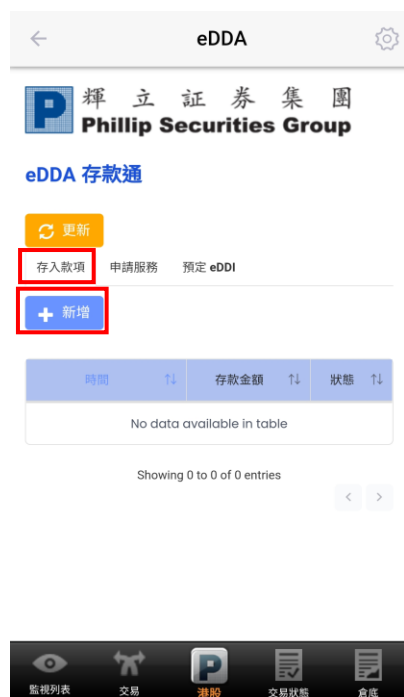 eDDA
輝立証券集團
Phillip Securities Group
eDDA 存款通
更新
存入款項 申請服務 預定 eDDI
新增
時間 存款金額 狀態
No data available in table
Showing 0 to 0 of 0 entries
監視列表 交易 港股 交易狀態 倉底